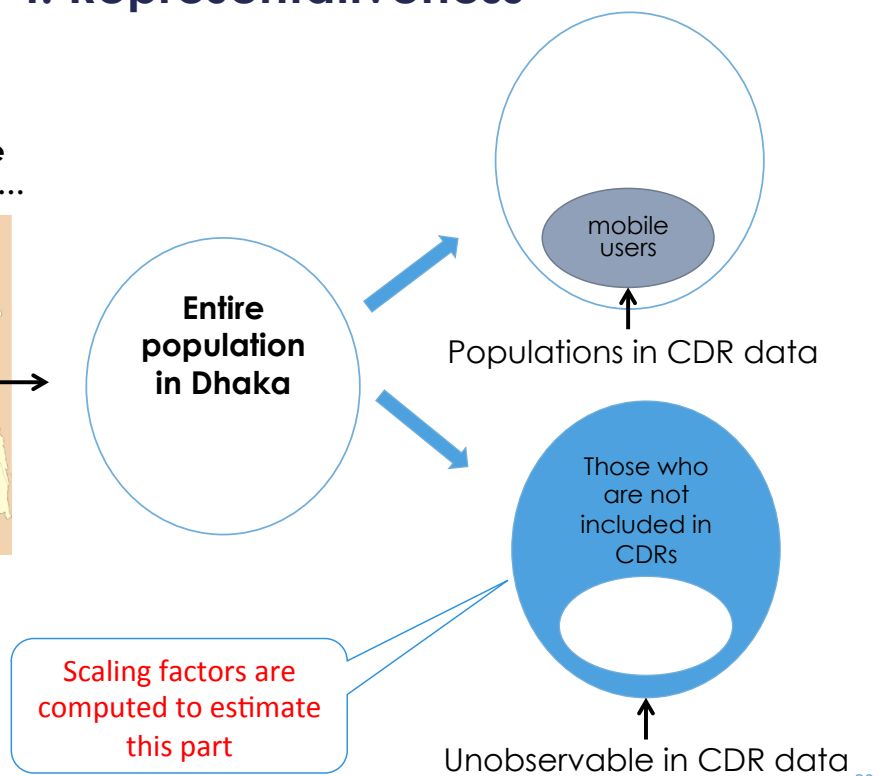 Representativeness
e
...
mobile
users
Entire
population
in Dhaka
Populations in CDR data
Those who
are not
included in
CDRs
Scaling factors are
computed to estimate
this part
Unobservable in CDR data